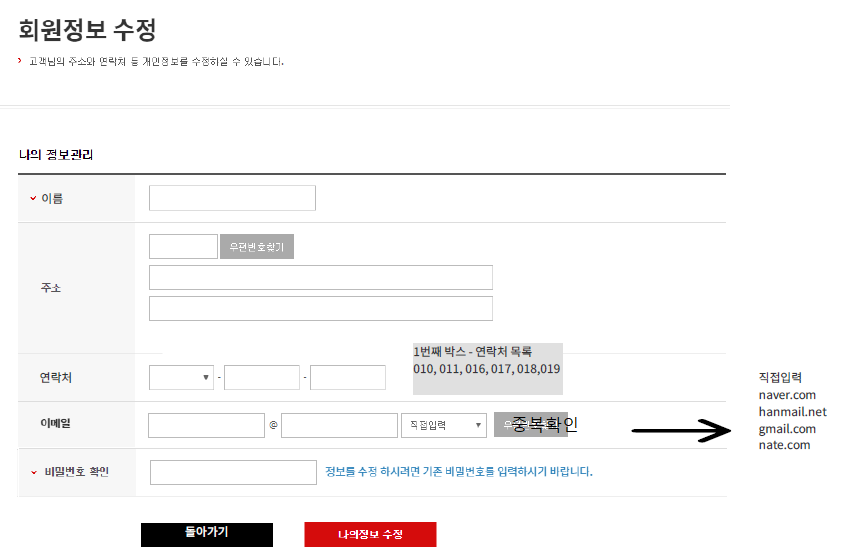 회원정보 수정
고객님의 주소와 연락처 등 개인정보를 수정하실 수 있습니다.
나의 정보관리
이름
우편번호찾기
주소
1번째 박스 - 연락처 목록
010, 011, 016, 017, 018,019
연락처 - -
이메일 @ 직접입력 중복확인
직접입력
naver.com
hanmail.net
gmail.com
nate.com
비밀번호 확인 정보를 수정 하시려면 기존 비밀번호를 입력하시기 바랍니다.
돌아가기 나의정보 수정